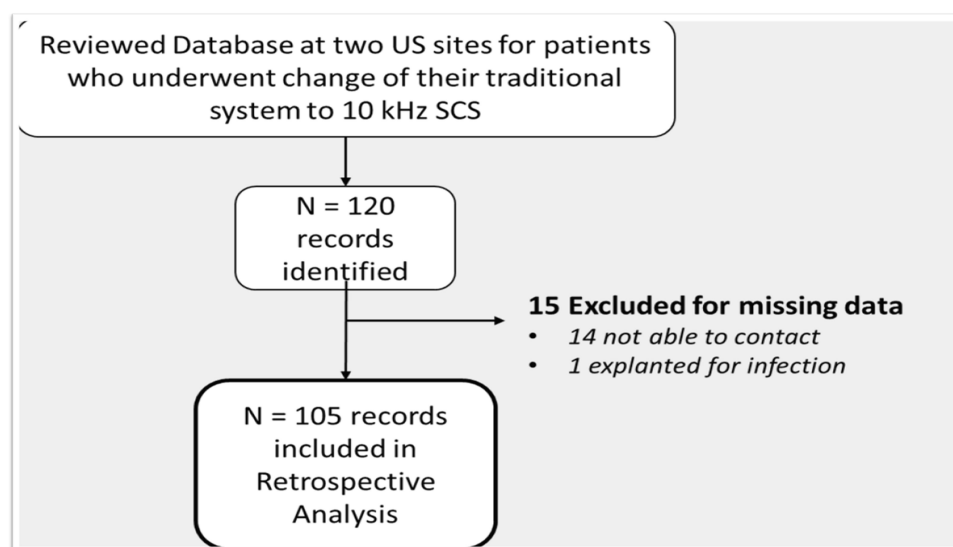 Reviewed Database at two US sites for patients
who underwent change of their traditional
system to 10 kHz SCS
N = 120
records
identified
15 Excluded for missing data
• 14 not able to contact
• 1 explanted for infection
N = 105 records
included in
Retrospective
Analysis